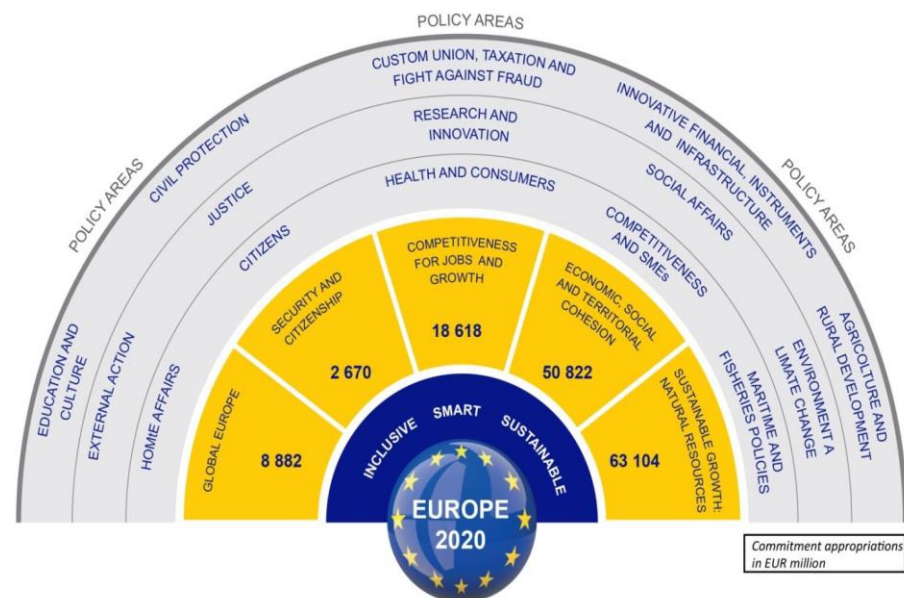 POLICY AREAS
POLICY AREAS
POLICY AREAS
CUSTOM UNION, TAXATION AND
FIGHT AGAINST FRAUD
INNOVATIVE FINANCIAL, INSTRUMENTS
AND INFRASTRUCTURE
CIVIL PROTECTION
RESEARCH AND
INNOVATION
SOCIAL AFFAIRS
JUSTICE
HEALTH AND CONSUMERS
CITIZENS
COMPETITIVENESS
AND SMEs
EDUCATION AND
CULTURE
EXTERNAL ACTION
HOMIE AFFAIRS
MARITIME AND
FISHERIES POLICIES
ENVIRONMENT A
LIMATE CHANGE
AGRICULTURE AND
RURAL DEVELOPMENT
GLOBAL EUROPE
8 882
SECURITY AND
CITIZENSHIP
2 670
COMPETITIVENESS
FOR JOBS AND
GROWTH
18 618
ECONOMIC, SOCIAL
AND TERRITORIAL
COHESION
50 822
SUSTAINABLE GROWTH:
NATURAL RESOURCES
63 104
INCLUSIVE SMART SUSTAINABLE
EUROPE
2020
Commitment appropriations
in EUR million